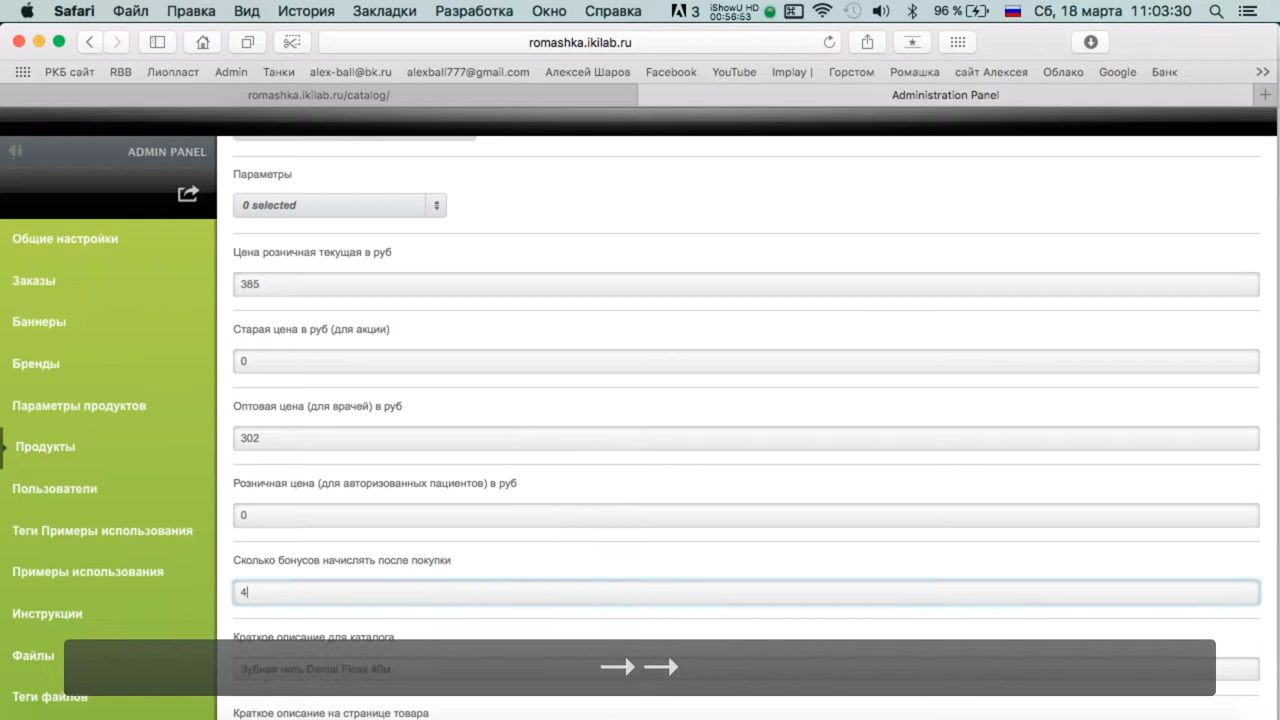 Safari Файл Правка Вид История Закладки Разработка Окно Справка 3 iShowU HD 00:56:53 96 % Сб, 18 марта 11:03:30
romashka.ikilab.ru
РКБ сайт RBB Лиопласт Admin Танки alex-ball@bk.ru alexball777@gmail.com Алексей Шаров Facebook YouTube Implay | Горстом Ромашка сайт Алексея Облако Google Банк >>
romashka.ikilab.ru/catalog/ Administration Panel
ADMIN PANEL
Общие настройки
Заказы
Баннеры
Бренды
Параметры продуктов
Продукты
Пользователи
Теги Примеры использования
Примеры использования
Инструкции
Файлы
Теги файлов
Параметры
0 selected
Цена розничная текущая в руб
385
Старая цена в руб (для акции)
0
Оптовая цена (для врачей) в руб
302
Розничная цена (для авторизованных пациентов) в руб
0
Сколько бонусов начислять после покупки
4
Краткое описание для каталога
Зубная нить Dental Floss 40м
→ →
Краткое описание на странице товара